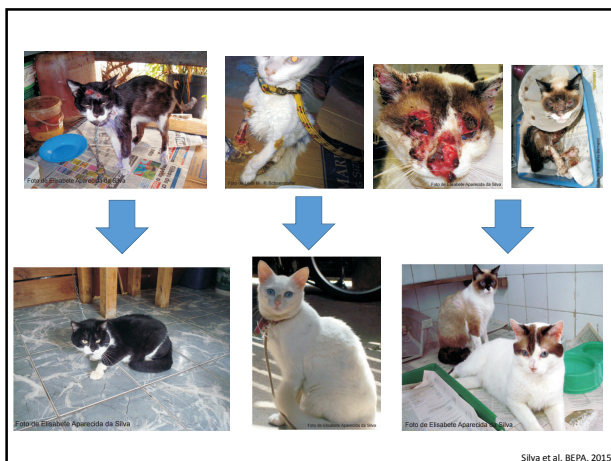 Foto de Elisabete Aparecida da Silva
Foto de Elisabete Aparecida da Silva
MARK
Foto de Elisabete Aparecida da Silva
Foto de Elisabete Aparecida da Silva
Foto de Elisabete Aparecida da Silva
Silva et al. BEPA. 2015